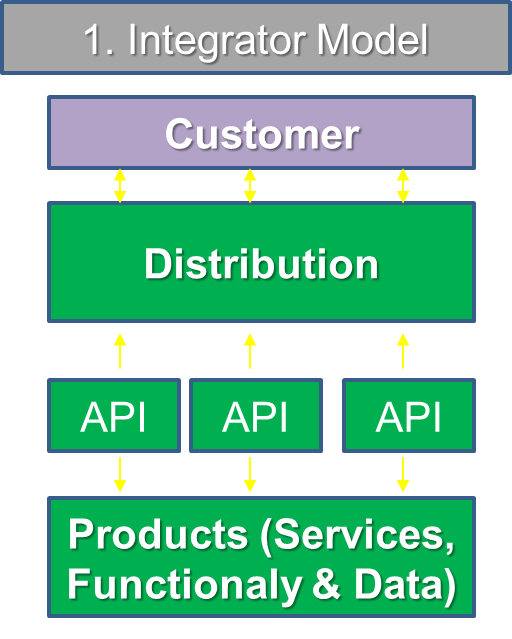 1. Integrator Model
Customer
Distribution
API API API
Products (Services,
Functionaly & Data)